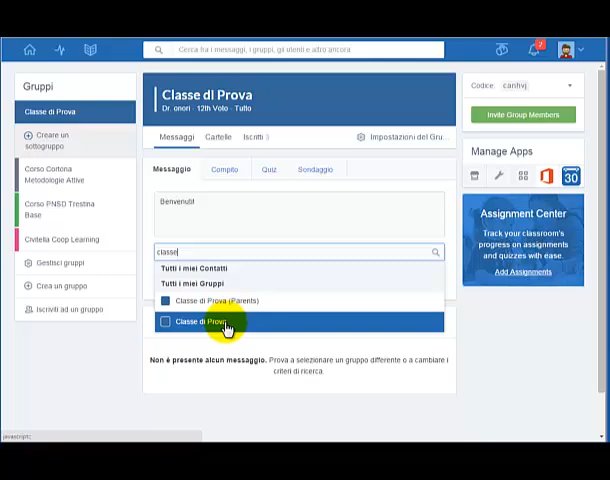 Cerca fra i messaggi, i gruppi, gli utenti e altro ancora
2
Gruppi
Classe di Prova
Creare un
sottogruppo
Corso Cortona
Metodologie Attive
Corso PNSD Trestina
Base
Civitella Coop Learning
Gestisci gruppi
Crea un gruppo
Iscriviti ad un gruppo
Classe di Prova
Dr. onori - 12th Voto - Tutto
Messaggi
Cartelle
Iscritti 3
Impostazioni del Gru...
Messaggio
Compito
Quiz
Sondaggio
Benvenuti!
classe
Tutti i miei Contatti
Tutti i miei Gruppi
Classe di Prova (Parents)
Classe di Prova
Non è presente alcun messaggio. Prova a selezionare un gruppo differente o a cambiare i
criteri di ricerca.
Codice: canhvj
Invite Group Members
Manage Apps
30
Assignment Center
Track your classroom's
progress on assignments
and quizzes with ease.
Add Assignments